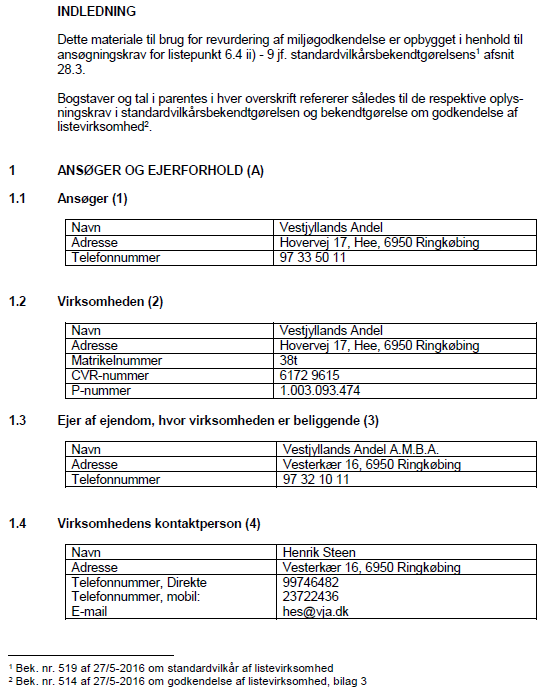 INDLEDNING
Dette materiale til brug for revurdering af miljøgodkendelse er opbygget i henhold til
ansøgningskrav for listepunkt 6.4 ii) - 9 jf. standardvilkårsbekendtgørelsens¹ afsnit
28.3.
Bogstaver og tal i parentes i hver overskrift refererer således til de respektive oplys-
ningskrav i standardvilkårsbekendtgørelsen og bekendtgørelse om godkendelse af
listevirksomhed².
1 ANSØGER OG EJERFORHOLD (A)
1.1 Ansøger (1)
Navn Vestjyllands Andel
Adresse Hovervej 17, Hee, 6950 Ringkøbing
Telefonnummer 97 33 50 11
1.2 Virksomheden (2)
Navn Vestjyllands Andel
Adresse Hovervej 17, Hee, 6950 Ringkøbing
Matrikelnummer 38t
CVR-nummer 6172 9615
P-nummer 1.003.093.474
1.3 Ejer af ejendom, hvor virksomheden er beliggende (3)
Navn Vestjyllands Andel A.M.B.A.
Adresse Vesterkær 16, 6950 Ringkøbing
Telefonnummer 97 32 10 11
1.4 Virksomhedens kontaktperson (4)
Navn Henrik Steen
Adresse Vesterkær 16, 6950 Ringkøbing
Telefonnummer, Direkte 99746482
Telefonnummer, mobil: 23722436
E-mail hes@vja.dk
¹ Bek. nr. 519 af 27/5-2016 om standardvilkår af listevirksomhed
² Bek. nr. 514 af 27/5-2016 om godkendelse af listevirksomhed, bilag 3